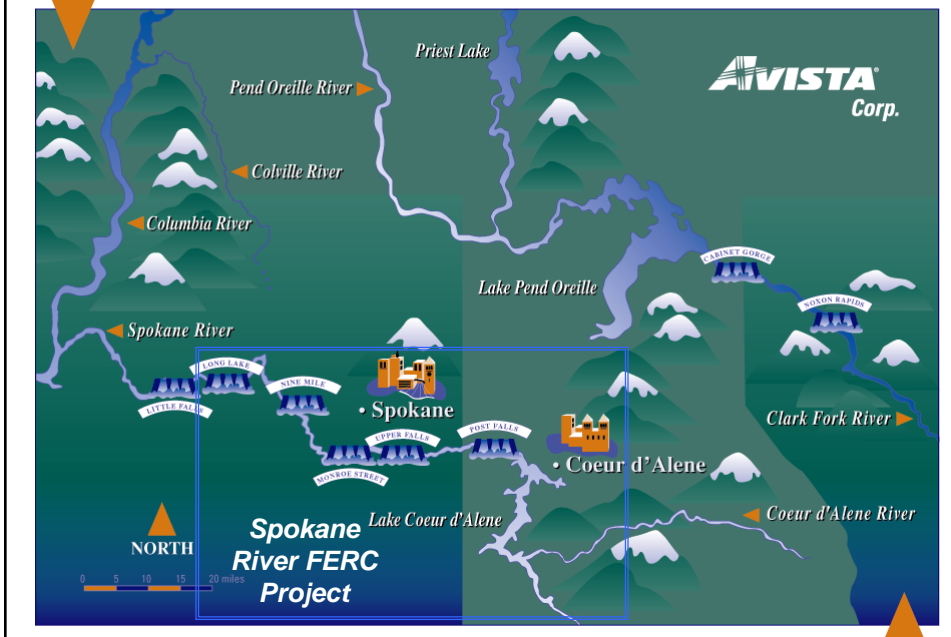 Priest Lake
AVISTA
Corp.
Pend Oreille River
Colville River
Columbia River
CABINET GORGE
Lake Pend Oreille
NOXON RAPIDS
Spokane River
LONG LAKE
NINE MILE
LITTLE FALLS
• Spokane
Clark Fork River
POST FALLS
UPPER FALLS
• Coeur d'Alene
MONROE STREET
Lake Coeur d'Alene
Coeur d'Alene River
Spokane
River FERC
Project
NORTH
0 5 10 15 20 miles